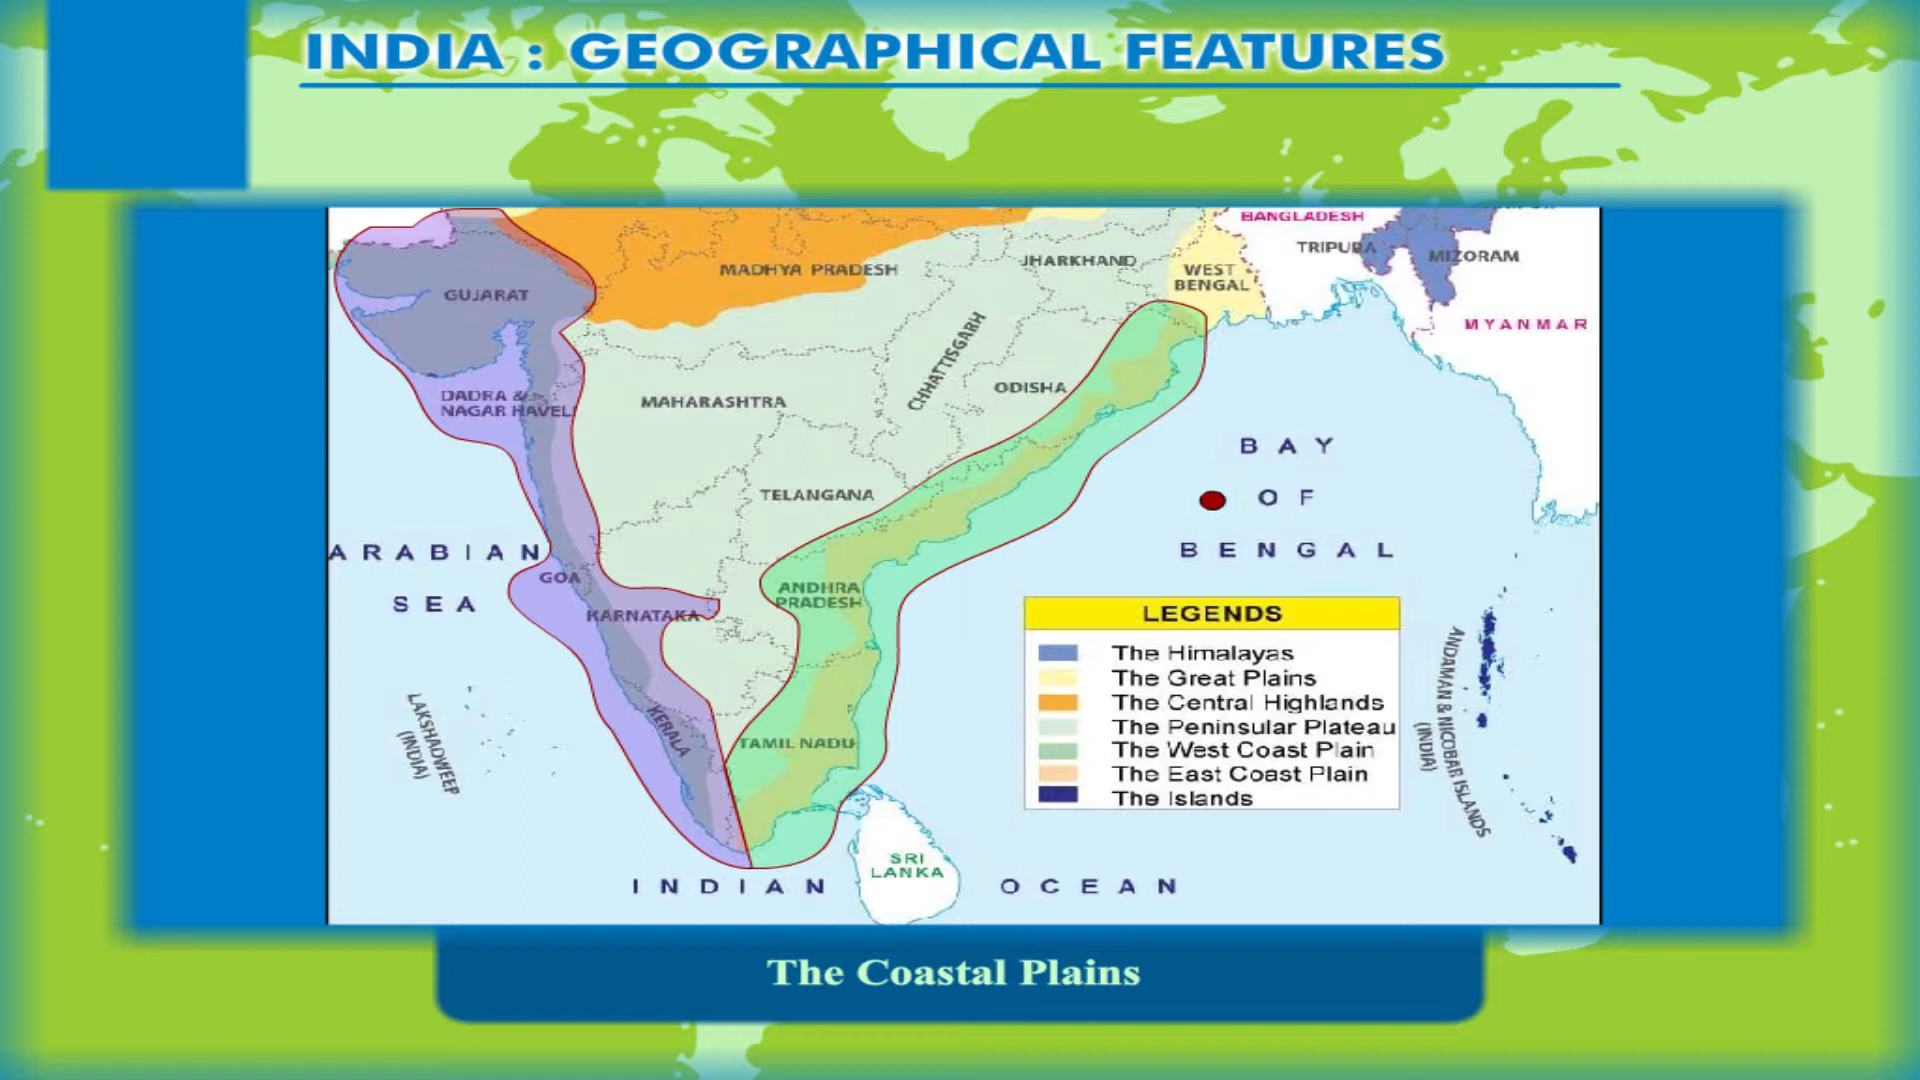 INDIA : GEOGRAPHICAL FEATURES
BANGLADESH
TRIPURA
MIZORAM
MADHYA PRADESH
JHARKHAND
WEST
BENGAL
GUJARAT
MYANMAR
CHHATTISGARH
ODISHA
DADRA &
NAGAR HAVELI
MAHARASHTRA
BAY
OF
BENGAL
TELANGANA
ARABIAN
SEA
GOA
KARNATAKA
ANDHRA
PRADESH
LEGENDS
The Himalayas
The Great Plains
The Central Highlands
The Peninsular Plateau
The West Coast Plain
The East Coast Plain
The Islands
ANDAMAN & NICOBAR ISLANDS
(INDIA)
LAKSHADWEEP
(INDIA)
KERALA
TAMIL NADU
SRI
LANKA
INDIAN OCEAN
The Coastal Plains